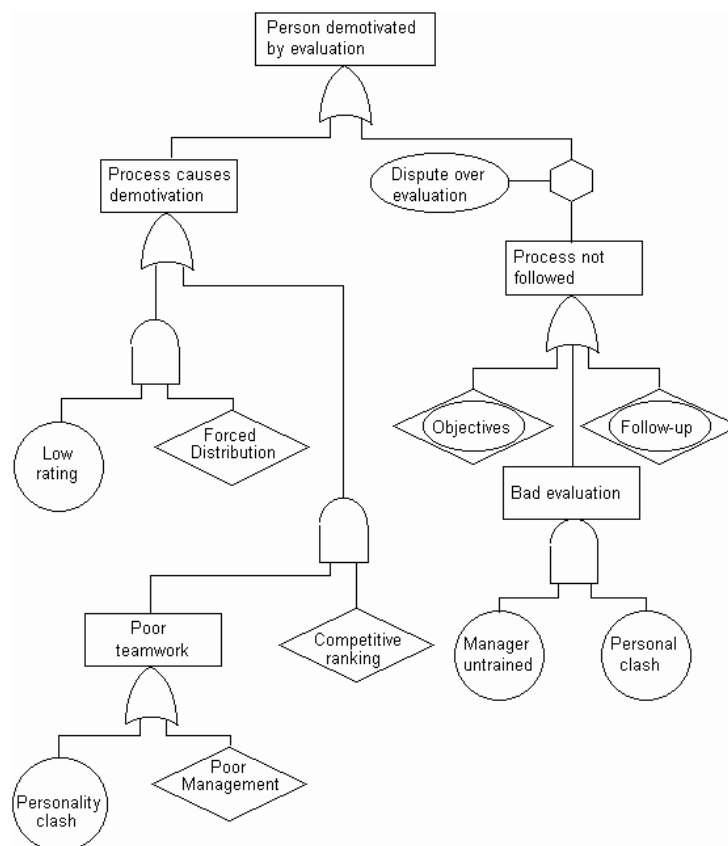 Person demotivated
by evaluation
Process causes
demotivation
Dispute over
evaluation
Process not
followed
Low
rating
Forced
Distribution
Objectives
Follow-up
Bad evaluation
Poor
teamwork
Competitive
ranking
Manager
untrained
Personal
clash
Personality
clash
Poor
Management